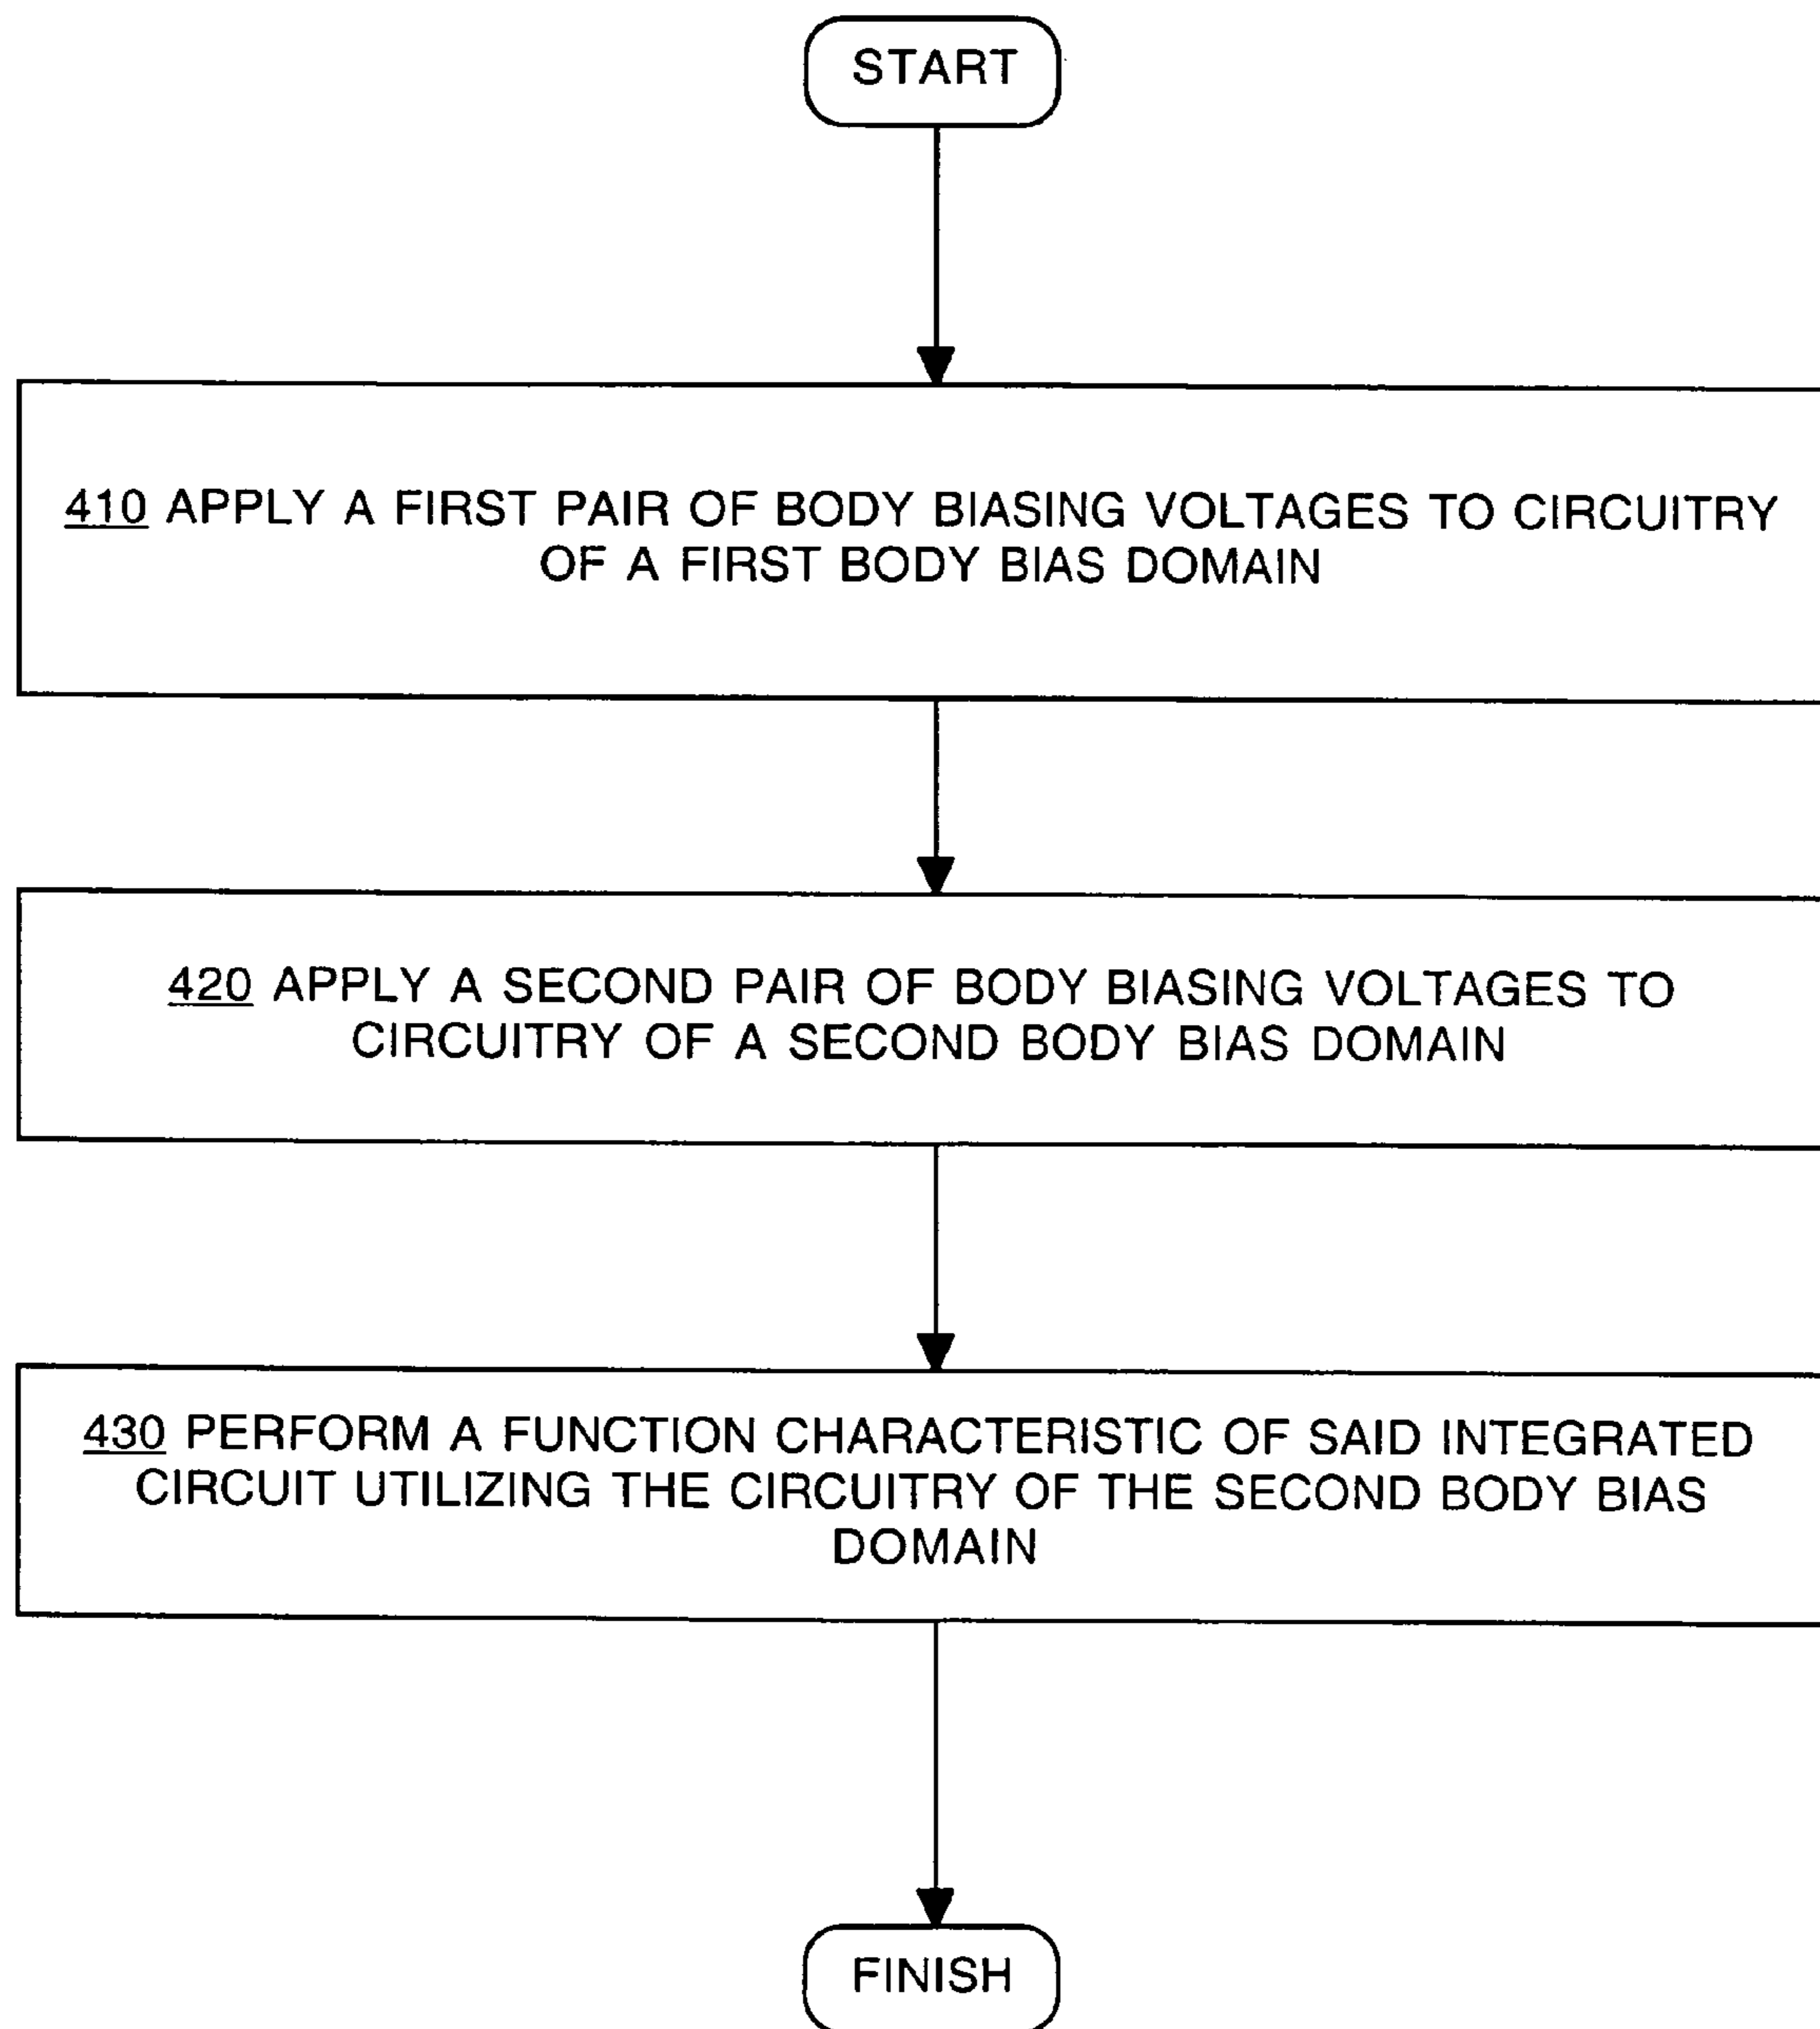 START
410 APPLY A FIRST PAIR OF BODY BIASING VOLTAGES TO CIRCUITRY
OF A FIRST BODY BIAS DOMAIN
420 APPLY A SECOND PAIR OF BODY BIASING VOLTAGES TO
CIRCUITRY OF A SECOND BODY BIAS DOMAIN
430 PERFORM A FUNCTION CHARACTERISTIC OF SAID INTEGRATED
CIRCUIT UTILIZING THE CIRCUITRY OF THE SECOND BODY BIAS
DOMAIN
FINISH